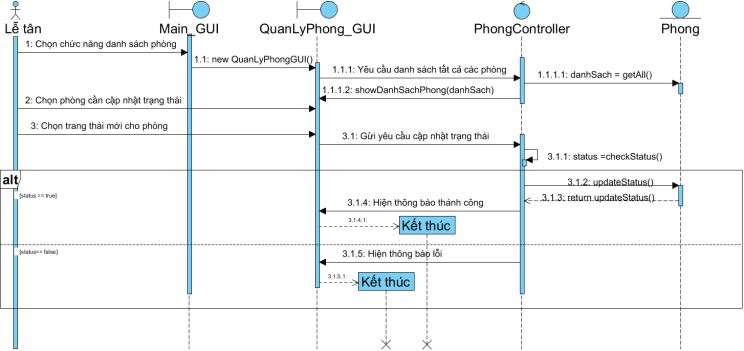 Lễ tân
Main_GUI
QuanLyPhong_GUI
PhongController
Phong
1: Chọn chức năng danh sách phòng
1.1: new QuanLyPhongGUI()
1.1.1: Yêu cầu danh sách tất cả các phòng
1.1.1.1: danhSach = getAll()
1.1.1.2: showDanhSachPhong(danSach)
2: Chọn phòng cần cập nhật trạng thái
3: Chọn trang thái mới cho phòng
3.1: Gừi yêu cầu cập nhật trạng thái
3.1.1: status =checkStatus()
alt
[status == true]
3.1.2: updateStatus()
3.1.3: return updateStatus()
3.1.4: Hiện thông báo thành công
3.1.4.1:
Kết thúc
[status== false]
3.1.5: Hiện thông báo lỗi
3.1.5.1:
Kết thúc